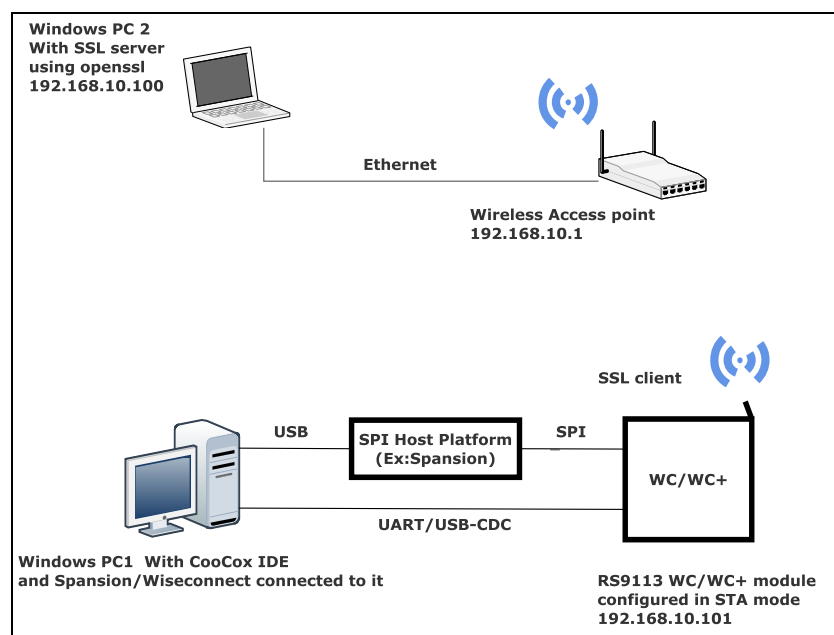 Windows PC 2
With SSL server
using openssl
192.168.10.100
Ethernet
Wireless Access point
192.168.10.1
SSL client
USB
SPI Host Platform
(Ex:Spansion)
SPI
WC/WC+
UART/USB-CDC
Windows PC1  With CooCox IDE
and Spansion/Wiseconnect connected to it
RS9113 WC/WC+ module
configured in STA mode
192.168.10.101